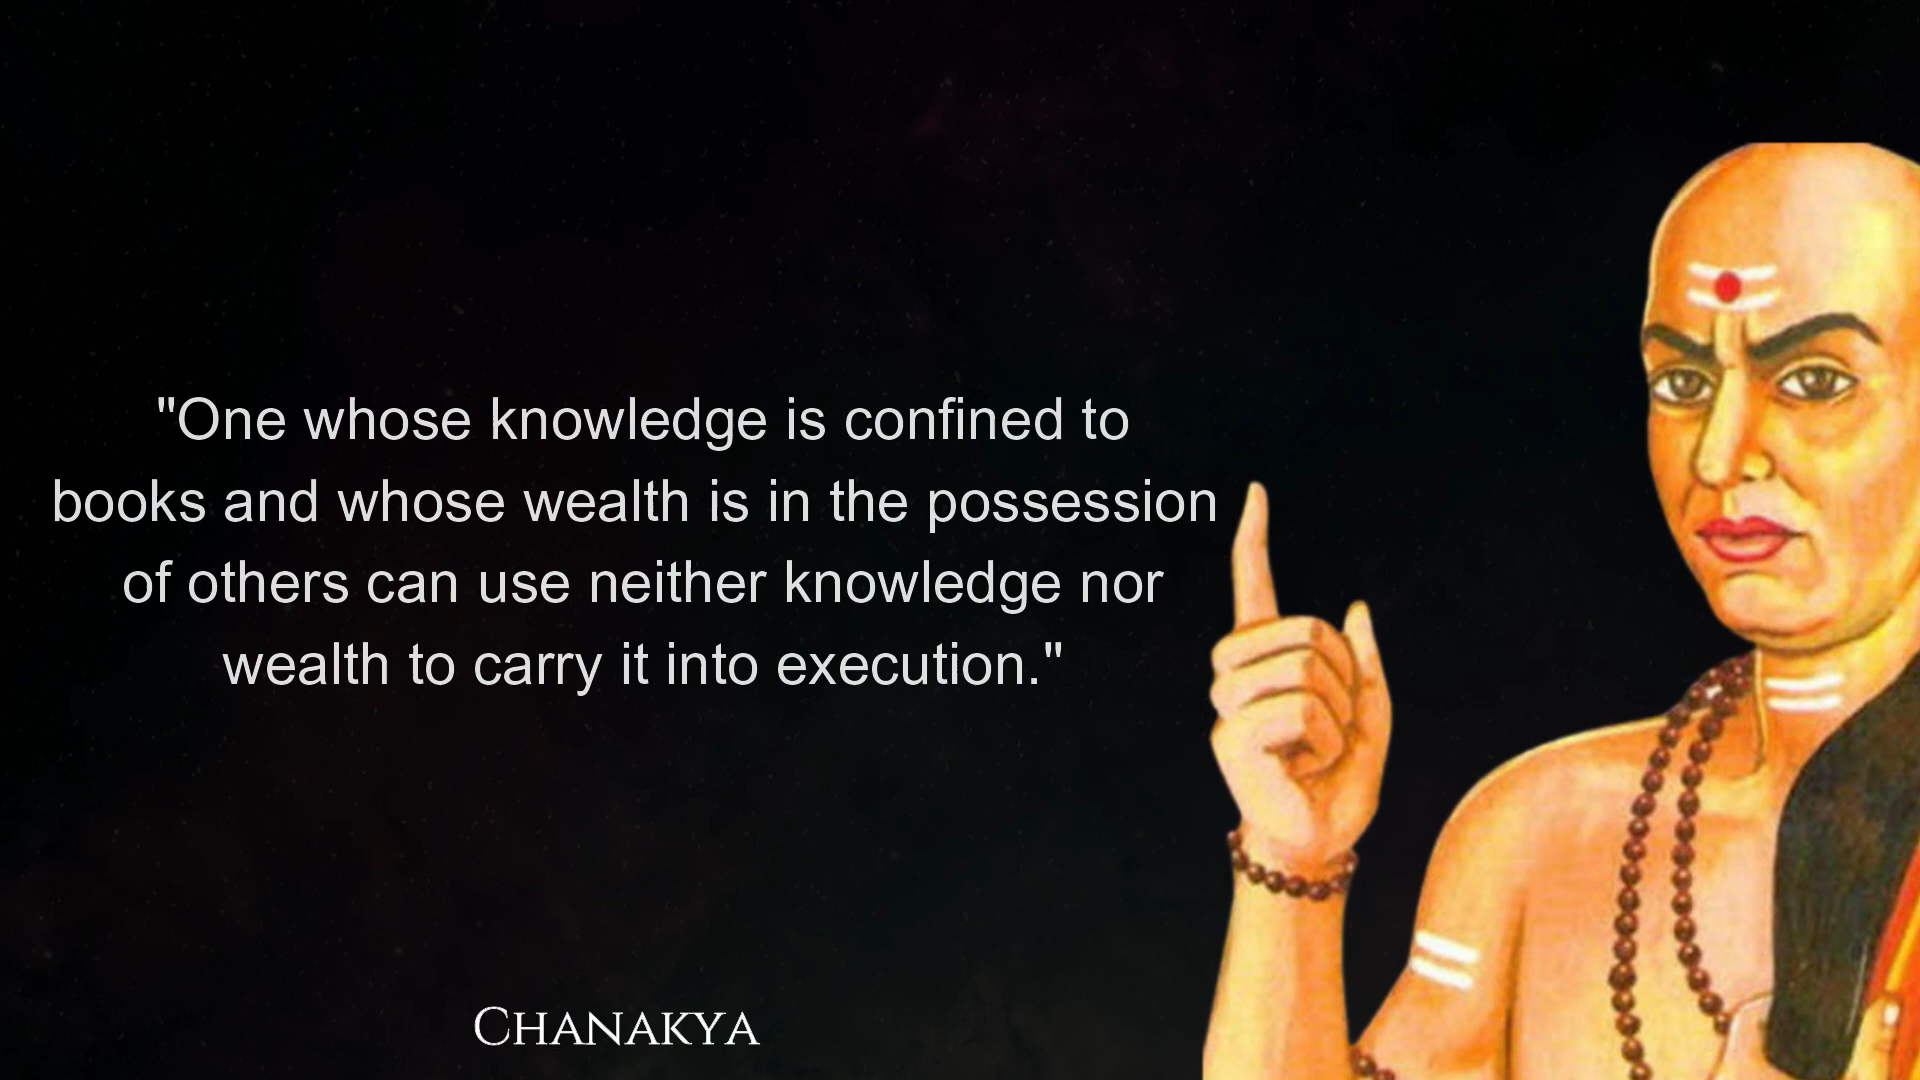 "One whose knowledge is confined to
books and whose wealth is in the possession
of others can use neither knowledge nor
wealth to carry it into execution."
CHANAKYA